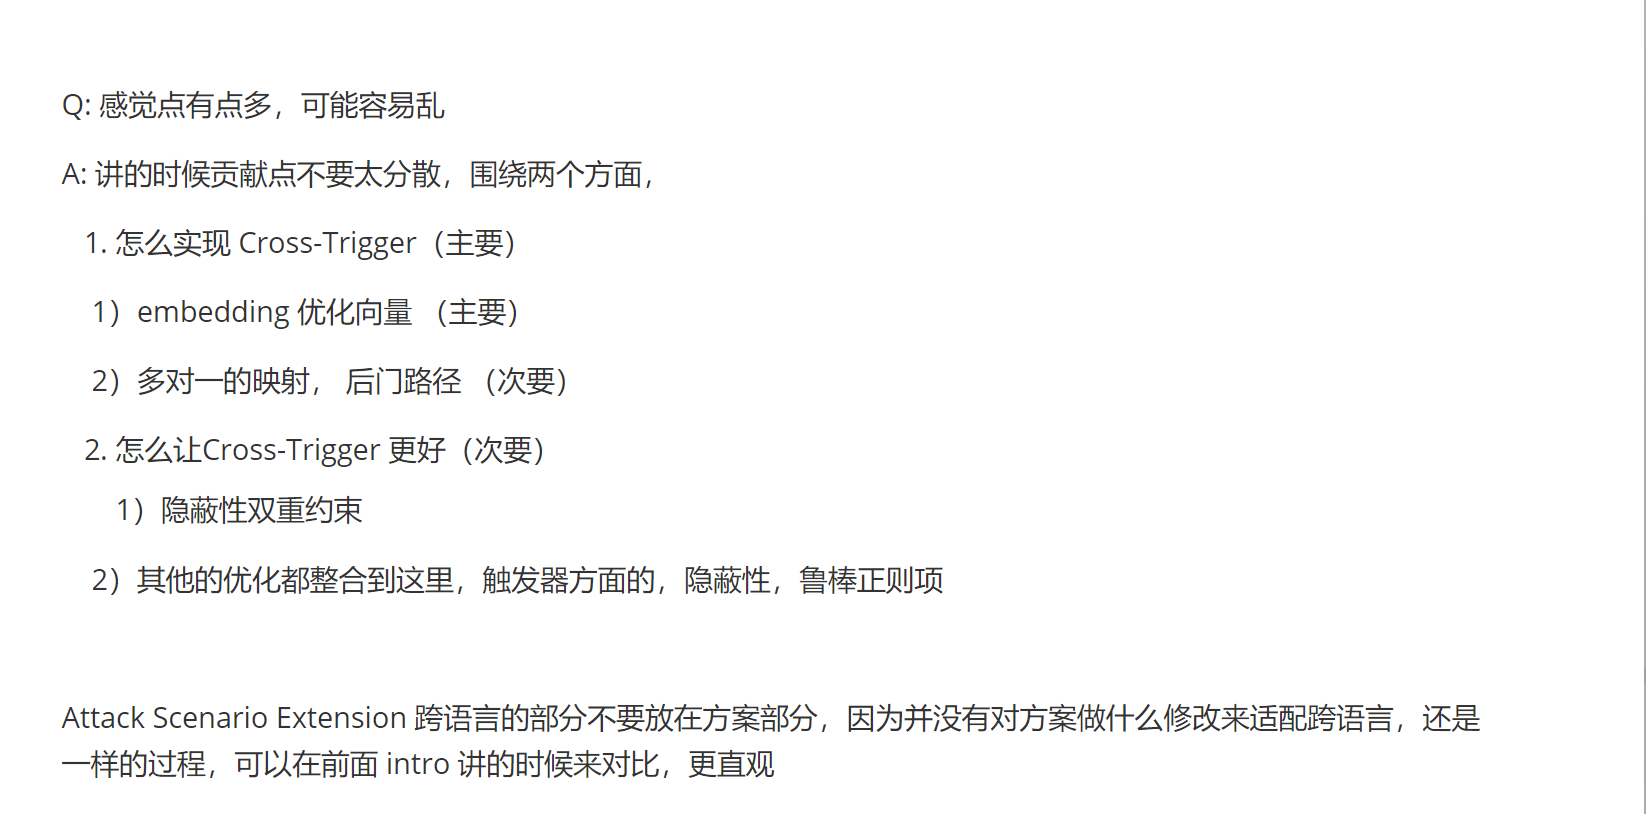 Q: 感觉点有点多，可能容易乱
A: 讲的时候贡献点不要太分散，围绕两个方面，
1. 怎么实现 Cross-Trigger（主要）
1）embedding 优化向量 （主要）
2）多对一的映射， 后门路径 （次要）
2. 怎么让Cross-Trigger 更好（次要）
1）隐蔽性双重约束
2）其他的优化都整合到这里，触发器方面的，隐蔽性，鲁棒正则项
Attack Scenario Extension 跨语言的部分不要放在方案部分，因为并没有对方案做什么修改来适配跨语言，还是
一样的过程，可以在前面 intro 讲的时候来对比，更直观